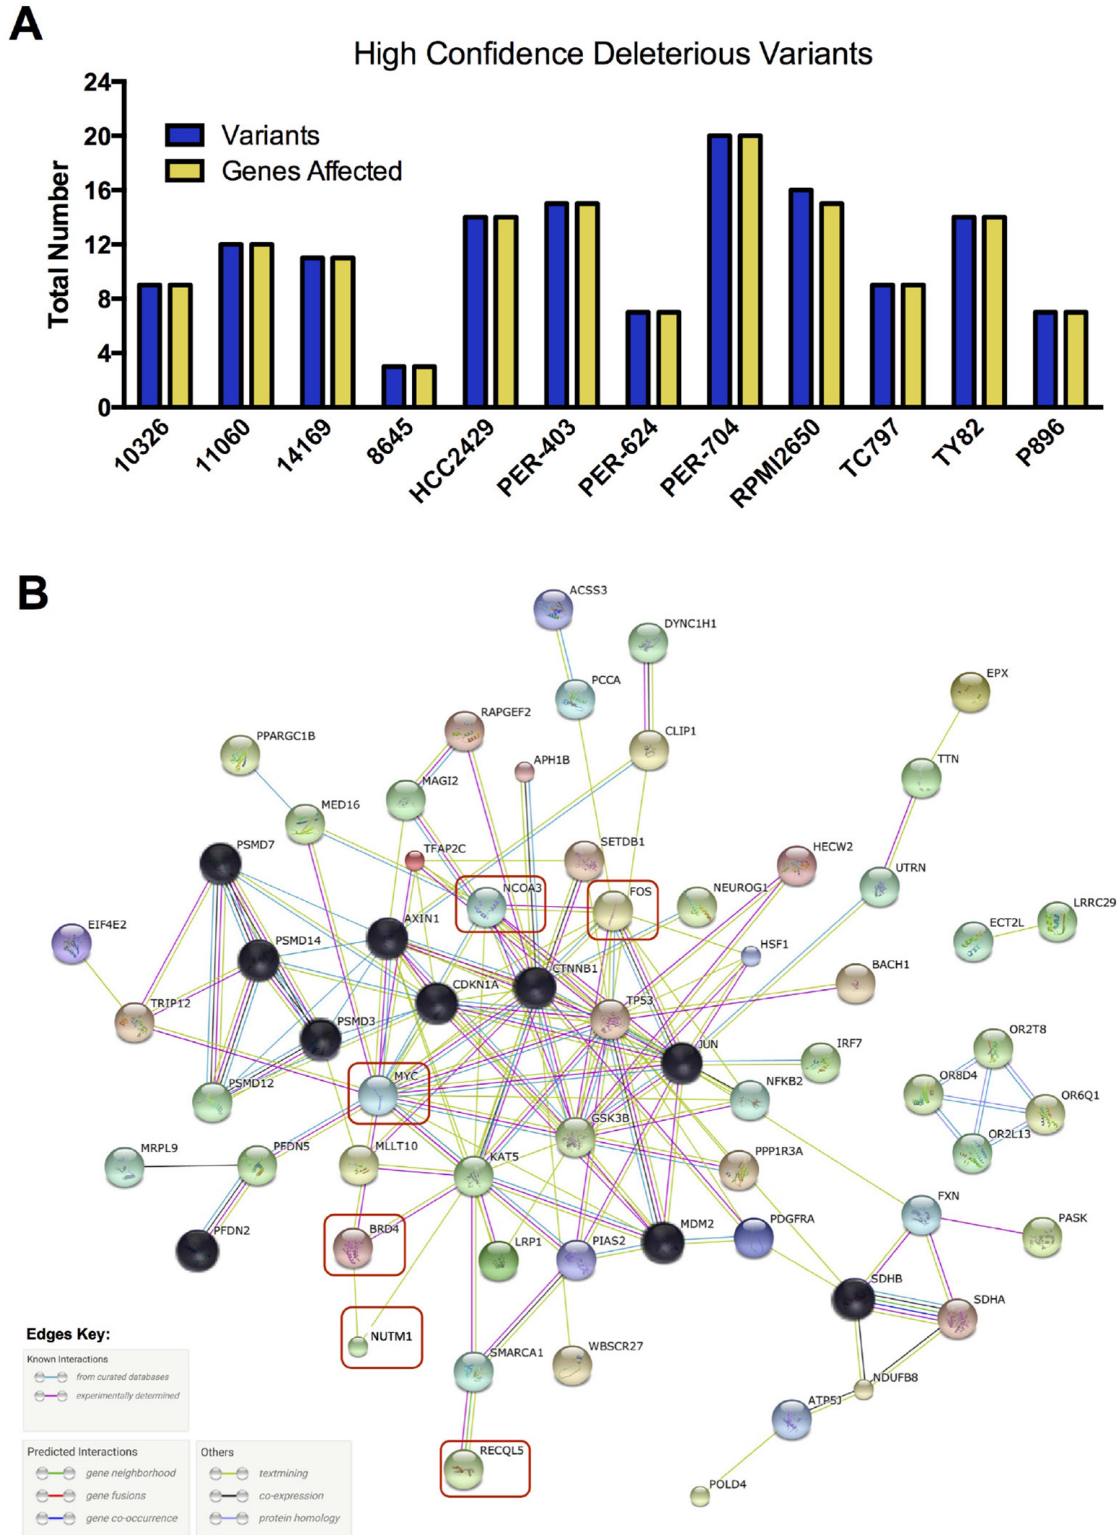 A
High Confidence Deleterious Variants
Total Number
24
20
16
12
8
4
0
Variants
Genes Affected
10326
11060
14169
8645
HCC2429
PER-403
PER-624
PER-704
RPMI2650
TC797
TY82
P896
B
ACSS3
DYNC1H1
PCCA
EPX
RAPGEF2
CLIP1
PPARGC1B
APH1B
TTN
MAGI2
MED16
PSMD7
TFAP2C
SETDB1
HECW2
NCOA3
FOS
NEUROG1
UTRN
LRRC29
EIF4E2
AXIN1
ECT2L
PSMD14
HSF1
CTNNB1
BACH1
CDKN1A
TRIP12
PSMD3
TP53
OR2T8
JUN
IRF7
PSMD12
MYC
NFKB2
OR8D4
OR6Q1
GSK3B
OR2L13
MRPL9
PFDN5
MLLT10
KAT5
PPP1R3A
FXN
PASK
PFDN2
BRD4
LRP1
PIAS2
MDM2
PDGFRA
SDHB
SDHA
NUTM1
SMARCA1
WBSCR27
NDUFB8
ATP5J
RECQL5
POLD4
Edges Key:
Known Interactions
from curated databases
experimentally determined
Predicted Interactions
gene neighborhood
gene fusions
gene co-occurrence
Others
textmining
co-expression
protein homology